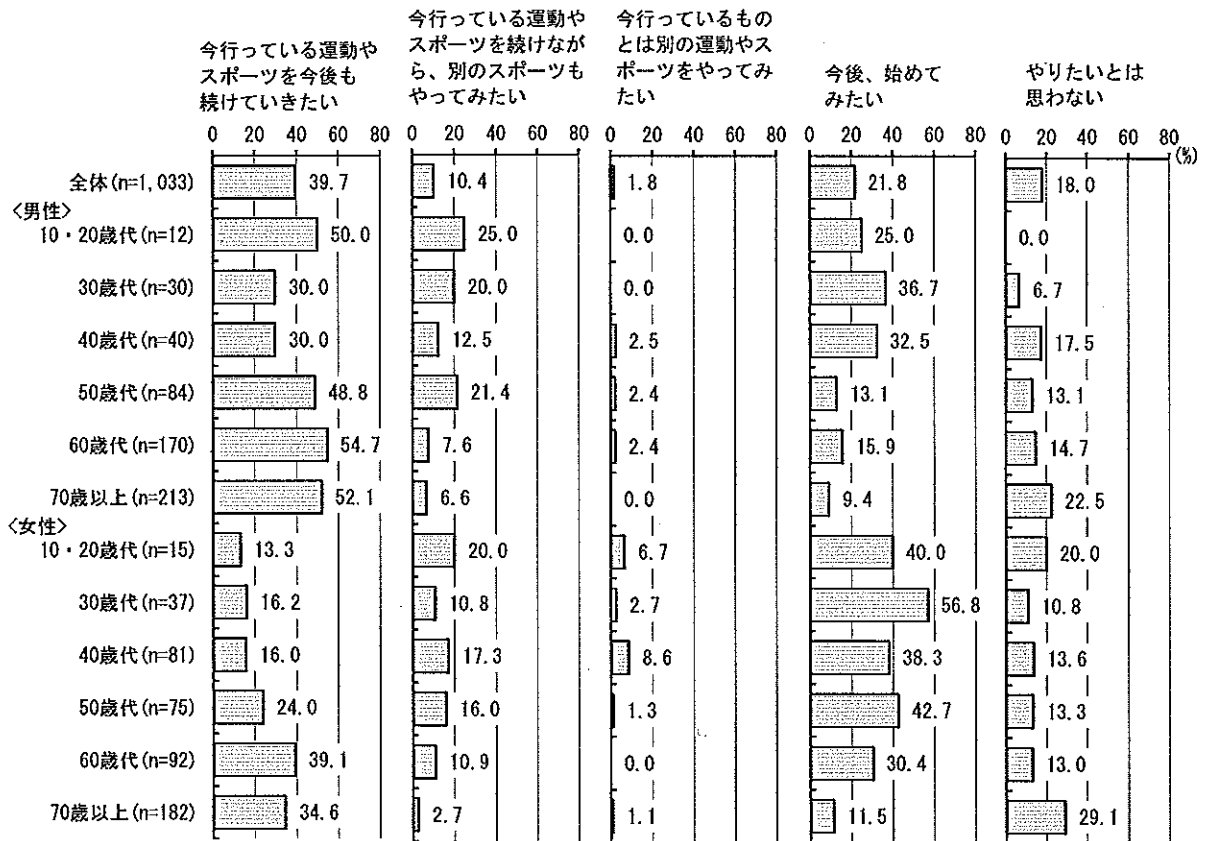 今行っている運動や
スポーツを今後も
続けていきたい
今行っている運動や
スポーツを続けなが
ら、別のスポーツも
やってみたい
今行っているもの
とは別の運動やス
ポーツをやってみ
たい
今後、始めて
みたい
やりたいとは
思わない
0 20 40 60 80 0 20 40 60 80 0 20 40 60 80 0 20 40 60 80 0 20 40 60 80
(%)
全体(n=1,033) 39.7 10.4 1.8 21.8 18.0
<男性>
10・20歳代(n=12) 50.0 25.0 0.0 25.0 0.0
30歳代(n=30) 30.0 20.0 0.0 36.7 6.7
40歳代(n=40) 30.0 12.5 2.5 32.5 17.5
50歳代(n=84) 48.8 21.4 2.4 13.1 13.1
60歳代(n=170) 54.7 7.6 2.4 15.9 14.7
70歳以上(n=213) 52.1 6.6 0.0 9.4 22.5
<女性>
10・20歳代(n=15) 13.3 20.0 6.7 40.0 20.0
30歳代(n=37) 16.2 10.8 2.7 56.8 10.8
40歳代(n=81) 16.0 17.3 8.6 38.3 13.6
50歳代(n=75) 24.0 16.0 1.3 42.7 13.3
60歳代(n=92) 39.1 10.9 0.0 30.4 13.0
70歳以上(n=182) 34.6 2.7 1.1 11.5 29.1